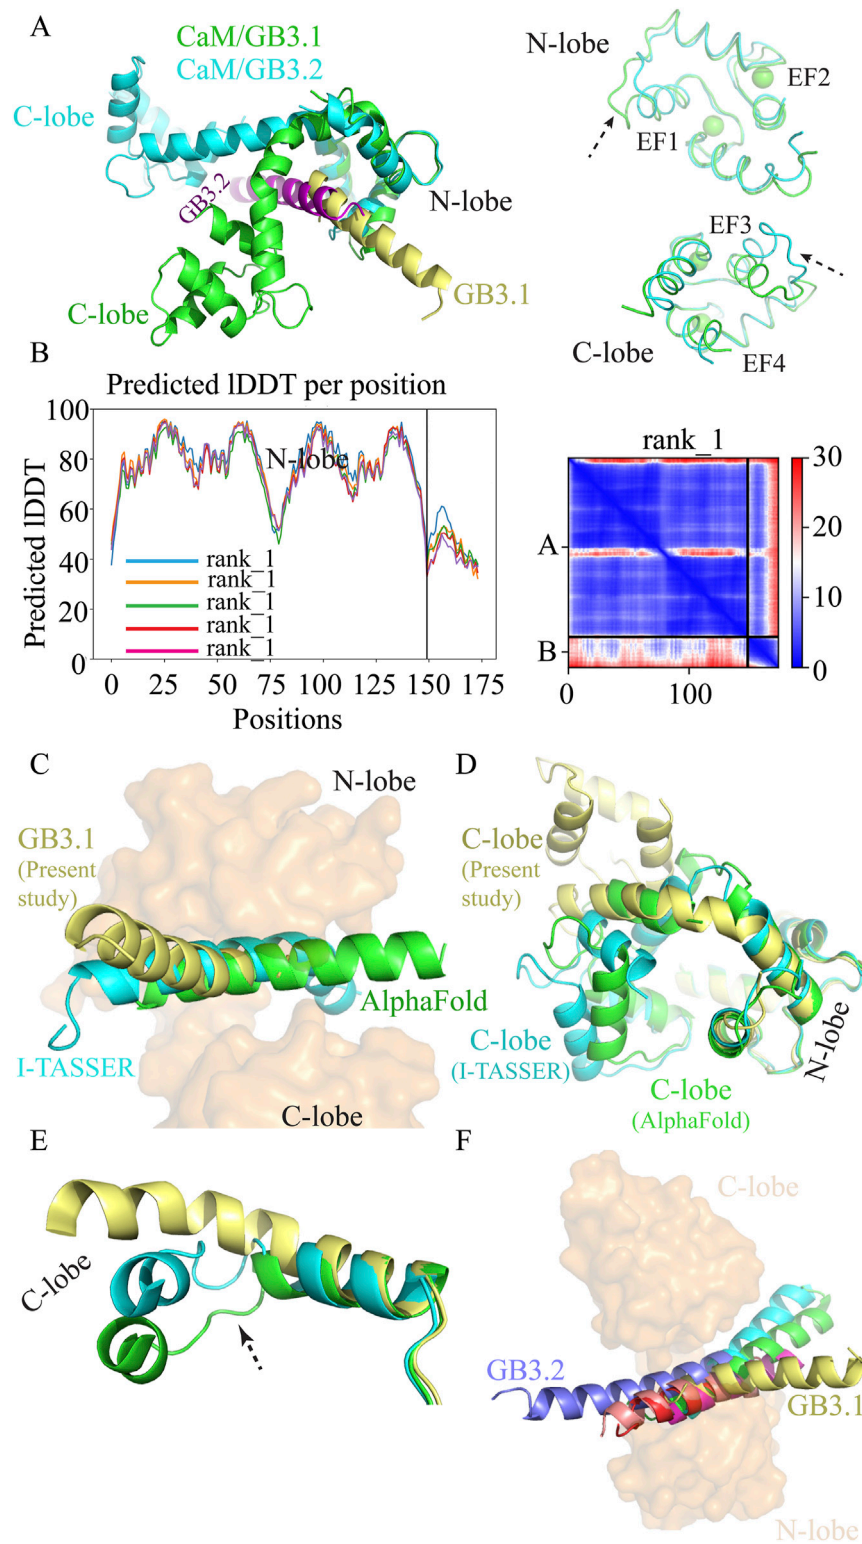 A
CaM/GB3.1
CaM/GB3.2
C-lobe
GB3.2
N-lobe
GB3.1
C-lobe
N-lobe
EF2
EF1
EF3
C-lobe
EF4
B
Predicted lDDT per position
100
80
60
40
20
0
Predicted lDDT
N-lobe
rank_1
rank_1
rank_1
rank_1
rank_1
0
25
50
75
100
125
150
175
Positions
rank_1
A
B
0
100
30
20
10
0
C
N-lobe
GB3.1
(Present
study)
AlphaFold
I-TASSER
C-lobe
D
C-lobe
(Present
study)
C-lobe
(I-TASSER)
C-lobe
(AlphaFold)
N-lobe
E
C-lobe
F
C-lobe
GB3.2
GB3.1
N-lobe